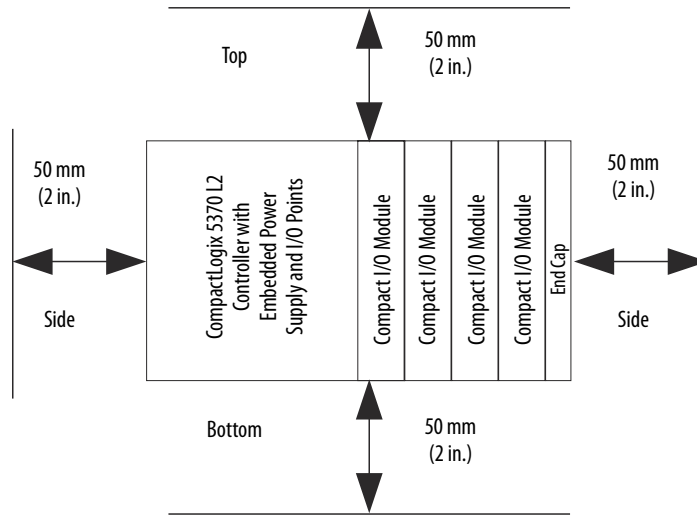 Top
50 mm
(2 in.)
50 mm
(2 in.)
Side
CompactLogix 5370 L2
Controller with
Embedded Power
Supply and I/O Points
Compact I/O Module
Compact I/O Module
Compact I/O Module
Compact I/O Module
End Cap
50 mm
(2 in.)
Side
Bottom
50 mm
(2 in.)